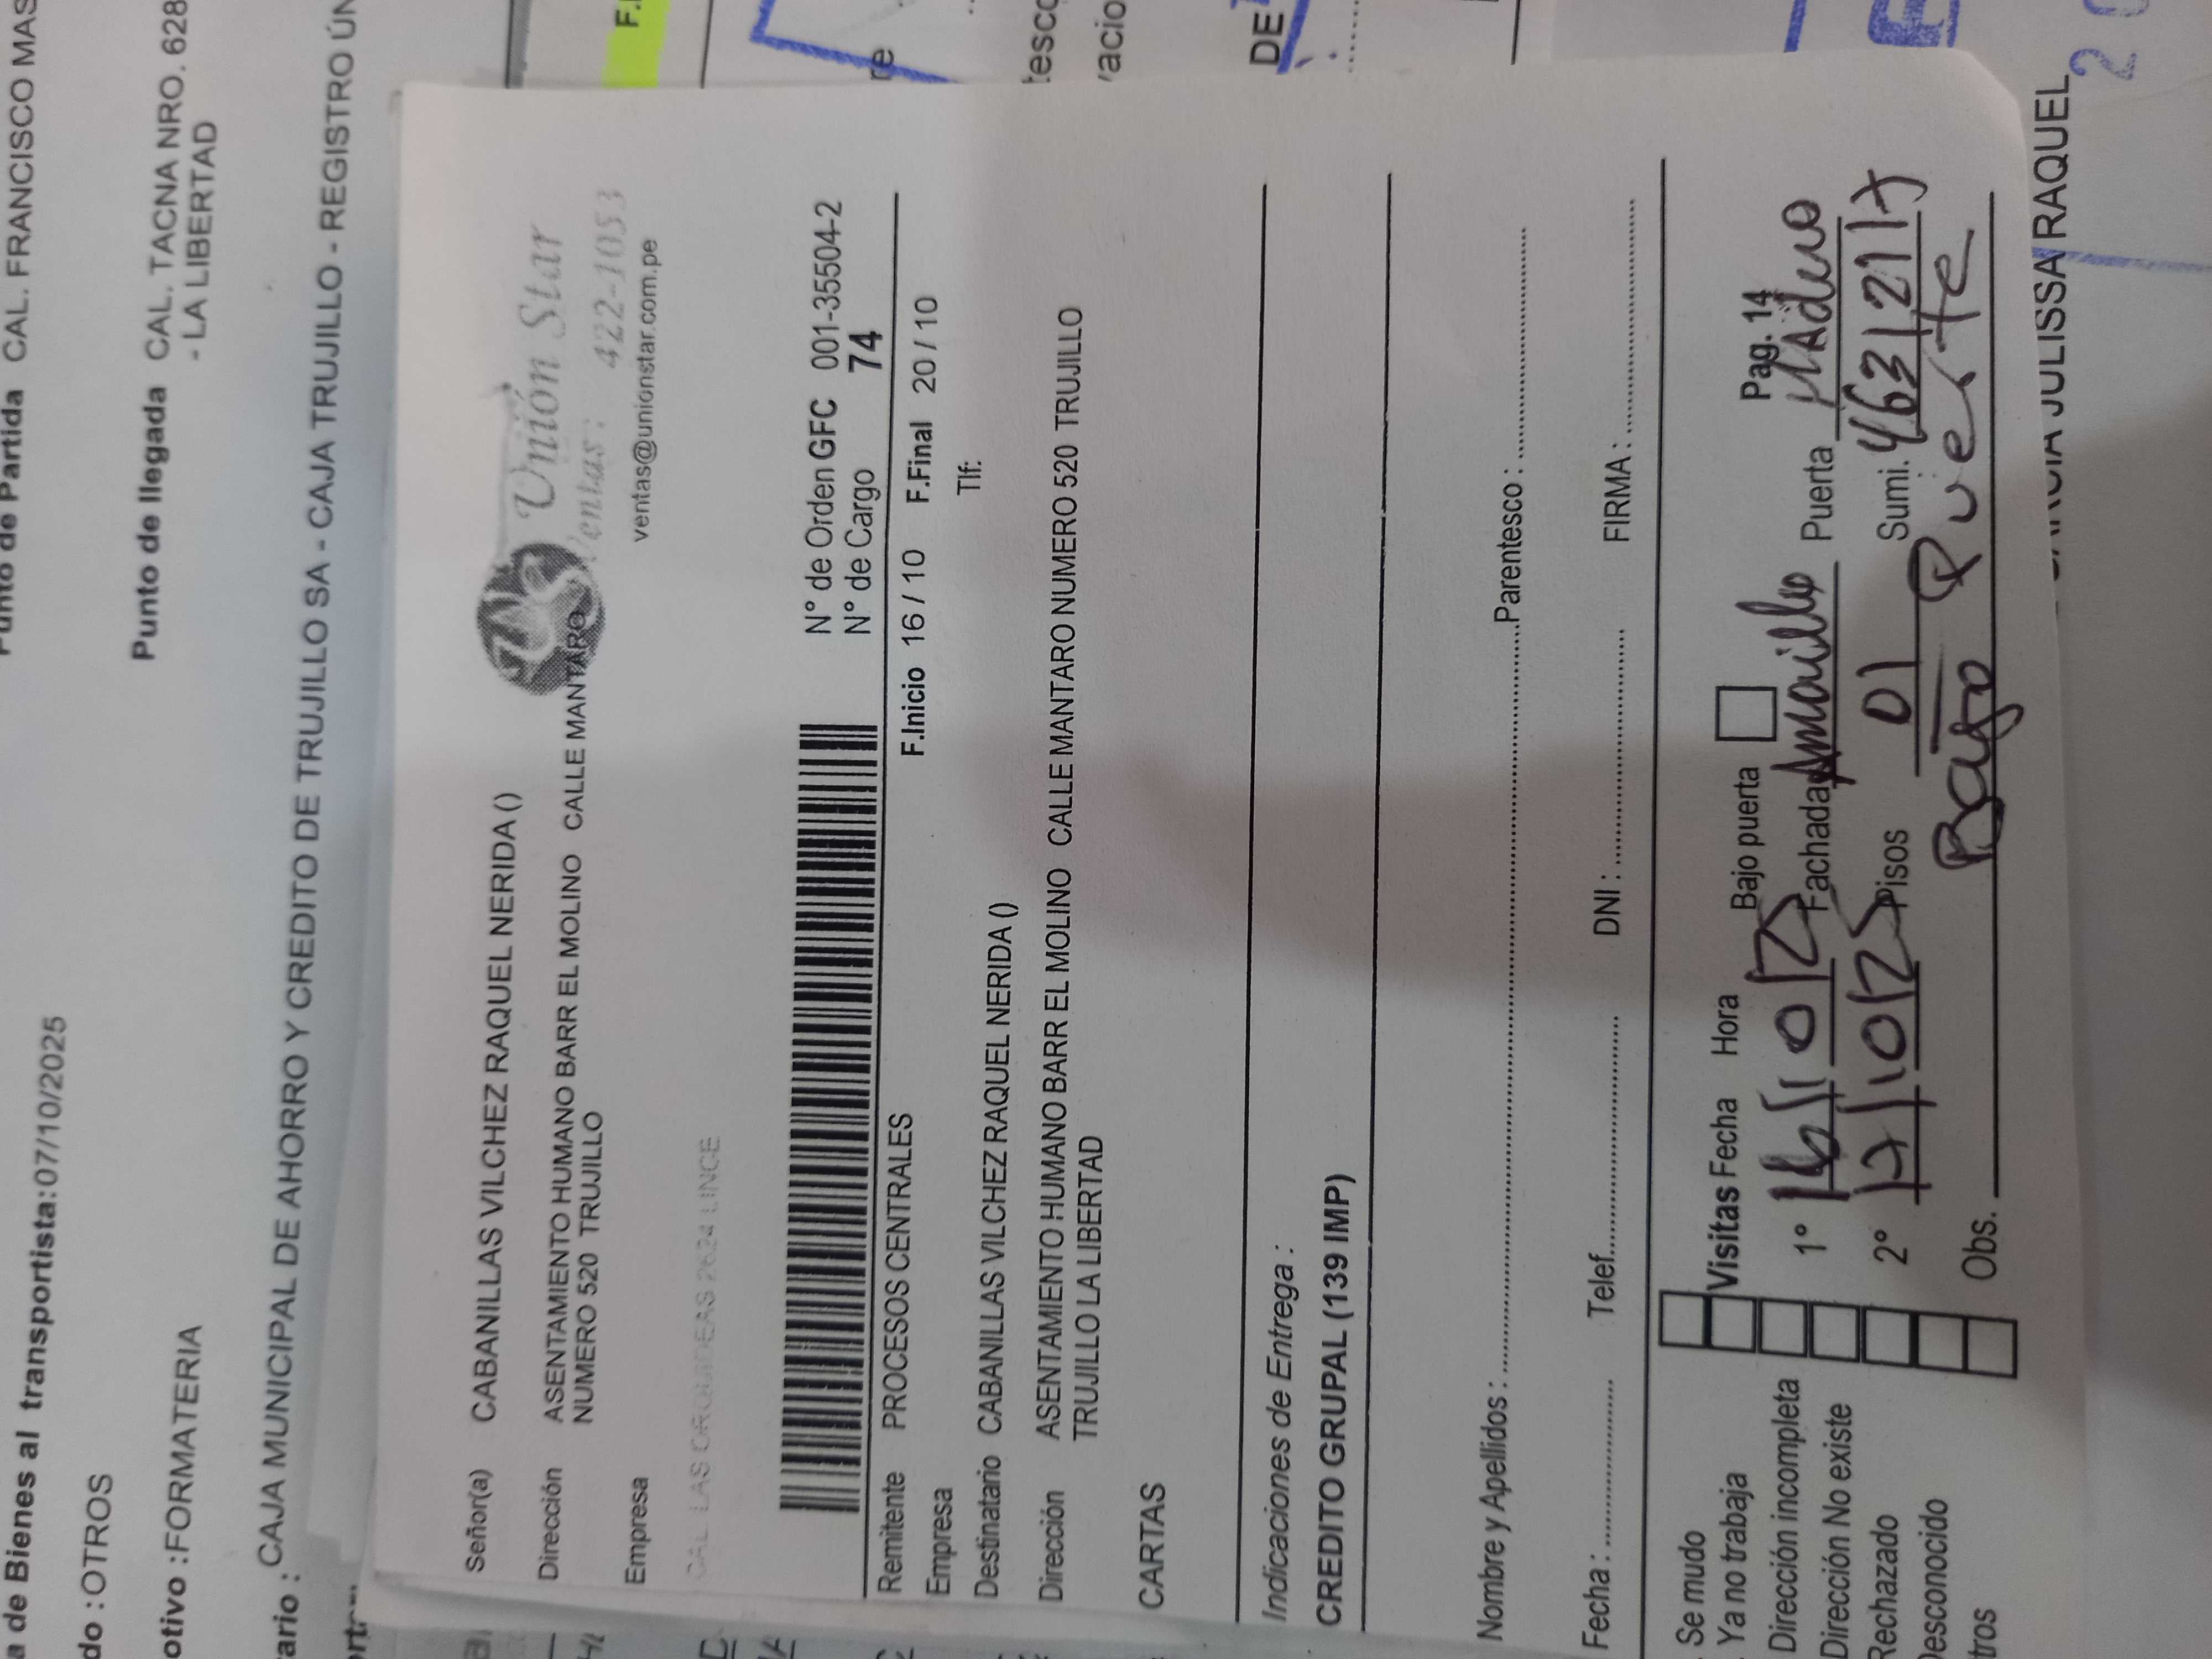 Punto de Partida CAL. FRANCISCO MAS
a de Bienes al transportista:07/10/2025
Punto de llegada CAL. TACNA NRO. 628
- LA LIBERTAD
do :OTROS
otivo :FORMATERIA
tario : CAJA MUNICIPAL DE AHORRO Y CREDITO DE TRUJILLO SA - CAJA TRUJILLO - REGISTRO ÚN
Señor(a) CABANILLAS VILCHEZ RAQUEL NERIDA ()
Unión Star
Ventas: 422-1053
ventas@unionstar.com.pe
Dirección ASENTAMIENTO HUMANO BARR EL MOLINO CALLE MANTARO
NUMERO 520 TRUJILLO
Empresa
CAL. LAS ORQUIDEAS 2624 LINCE
N° de Orden GFC 001-35504-2
N° de Cargo 74
Remitente PROCESOS CENTRALES F.Inicio 16 / 10 F.Final 20 / 10
Empresa
Destinatario CABANILLAS VILCHEZ RAQUEL NERIDA () Tlf:
Dirección ASENTAMIENTO HUMANO BARR EL MOLINO CALLE MANTARO NUMERO 520 TRUJILLO
TRUJILLO LA LIBERTAD
CARTAS
Indicaciones de Entrega :
CREDITO GRUPAL (139 IMP)
Nombre y Apellidos : Parentesco :
Fecha : Telef. DNI : FIRMA :
Se mudo
Ya no trabaja Visitas Fecha Hora Bajo puerta Pag. 14
Dirección incompleta 1° Fachada Amarillo Puerta Madera
Dirección No existe
Rechazado 2° Pisos 01 Sumi. 4631217
Desconocido
tros Obs. Bajo Puerta
JULISSA RAQUEL
DE